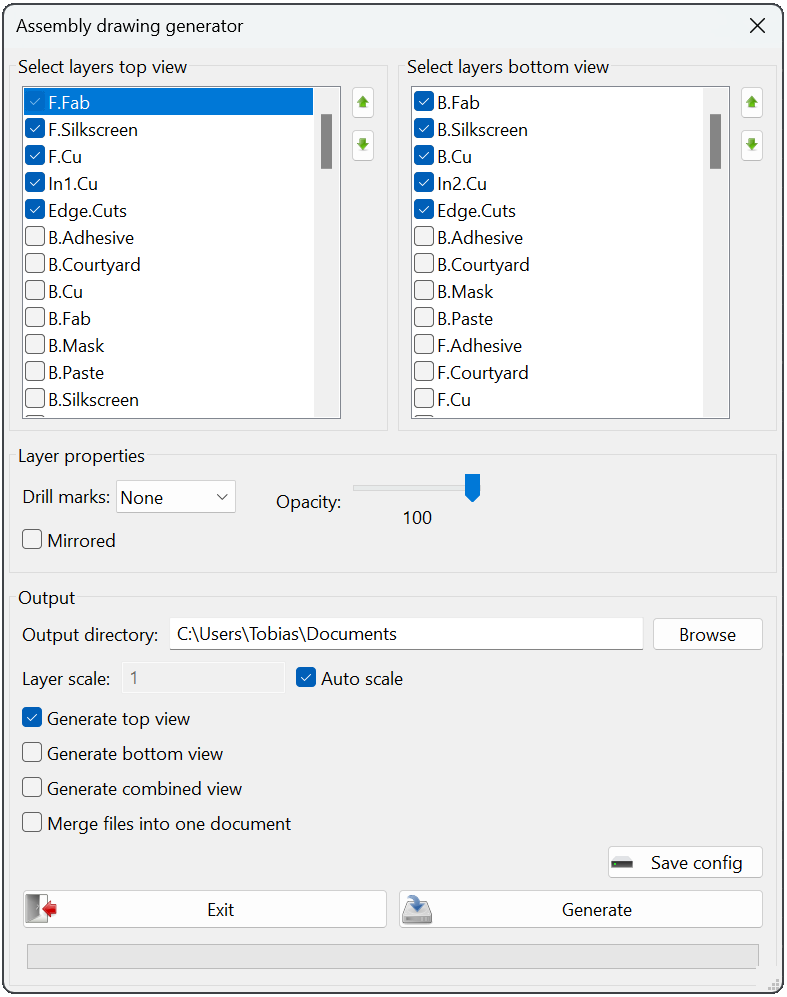 Assembly drawing generator
Select layers top view
F.Fab
F.Silkscreen
F.Cu
In1.Cu
Edge.Cuts
B.Adhesive
B.Courtyard
B.Cu
B.Fab
B.Mask
B.Paste
B.Silkscreen
Select layers bottom view
B.Fab
B.Silkscreen
B.Cu
In2.Cu
Edge.Cuts
B.Adhesive
B.Courtyard
B.Mask
B.Paste
F.Adhesive
F.Courtyard
F.Cu
Layer properties
Drill marks: None
Opacity:
100
Mirrored
Output
Output directory: C:\Users\Tobias\Documents Browse
Layer scale: 1 Auto scale
Generate top view
Generate bottom view
Generate combined view
Merge files into one document
Save config
Exit Generate